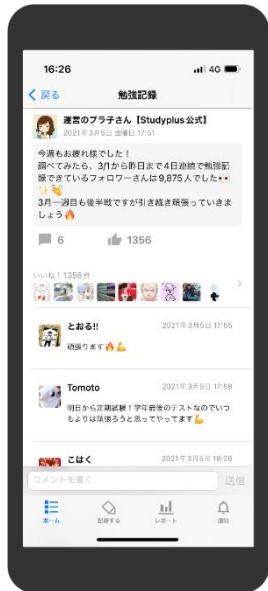 16:26
4G
戻る
勉強記録
運営のプラ子さん【Studyplus公式】
2021年3月5日 金曜日 17:51
今週もお疲れ様でした！
調べてみたら、3/1から昨日まで4日連続で勉強記
録できているフォロワーさんは9,875人でした👀
✨👏
3月一週目も後半戦ですが引き続き頑張っていきま
しょう🔥
6
1356
いいね！1356件
とおる!!
2021年3月5日 17:55
頑張ります🔥💪
Tomoto
2021年3月5日 17:58
明日から定期試験！学年最後のテストなのでいつ
もよりは頑張ろうと思ってやってます💪
こはく
2021年3月5日 19:26
コメントを書く
送信
ホーム
記録する
レポート
通知